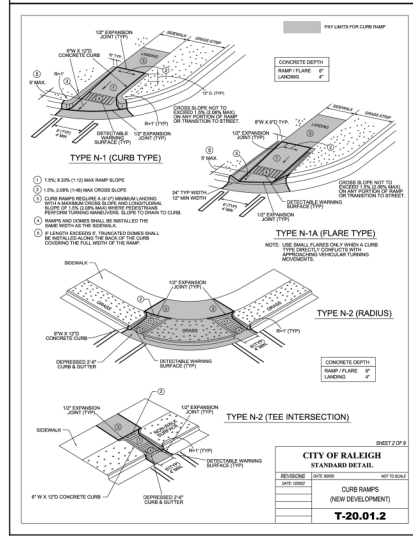 PAY LIMITS FOR CURB RAMP
1/2" EXPANSION
JOINT (TYP)
SIDEWALK
GRASS STRIP
6"W X 12"D
CONCRETE CURB
LANDING
R=1'
5' MAX.
CONCRETE DEPTH
RAMP / FLARE 8"
LANDING 4"
R=1' (TYP)
DETECTABLE
WARNING
SURFACE (TYP)
1/2" EXPANSION
JOINT (TYP)
CROSS SLOPE NOT TO
EXCEED 1.5% (2.08% MAX)
ON ANY PORTION OF RAMP
OR TRANSITION TO STREET.
TYPE N-1 (CURB TYPE)
SIDEWALK
GRASS STRIP
1/2" EXPANSION
JOINT (TYP)
LANDING
5' MAX.
24" TYP WIDTH
12" MIN WIDTH
CROSS SLOPE NOT TO
EXCEED 1.5% (2.08% MAX)
ON ANY PORTION OF RAMP
OR TRANSITION TO STREET.
DETECTABLE
WARNING
SURFACE (TYP)
1/2" EXPANSION
JOINT (TYP)
TYPE N-1A (FLARE TYPE)
NOTE: USE SMALL FLARES ONLY WHEN A CURB
TYPE DIRECTLY CONFLICTS WITH
APPROACHING VEHICULAR TURNING
MOVEMENTS.
1 7.5%; 8.33% (1:12) MAX RAMP SLOPE
2 1.5%; 2.08% (1:48) MAX CROSS SLOPE
3 CURB RAMPS REQUIRE A (4'-0") MINIMUM LANDING
WITH A MAXIMUM CROSS SLOPE AND LONGITUDINAL
SLOPE OF 1.5% (2.08% MAX) WHERE PEDESTRIANS
PERFORM TURNING MANEUVERS. SLOPE TO DRAIN TO CURB.
4 RAMPS AND DOMES SHALL BE INSTALLED THE
SAME WIDTH AS THE SIDEWALK.
5 IF LENGTH EXCEEDS 5', TRUNCATED DOMES SHALL
BE INSTALLED ALONG THE BACK OF THE CURB
COVERING THE FULL WIDTH OF THE RAMP.
SIDEWALK
1/2" EXPANSION
JOINT (TYP)
GRASS
GRASS
GRASS
TYPE N-2 (RADIUS)
6"W X 12"D
CONCRETE CURB
R=1' (TYP)
DEPRESSED 2'-6"
CURB & GUTTER
DETECTABLE WARNING
SURFACE (TYP)
CONCRETE DEPTH
RAMP / FLARE 8"
LANDING 4"
1/2" EXPANSION
JOINT (TYP)
1/2" EXPANSION
JOINT (TYP)
TYPE N-2 (TEE INTERSECTION)
SIDEWALK
R=1' (TYP)
DETECTABLE WARNING
SURFACE (TYP)
6" W X 12"D CONCRETE CURB
DEPRESSED 2'-6"
CURB & GUTTER
SHEET 2 OF 9
CITY OF RALEIGH
STANDARD DETAIL
REVISIONS
NOT TO SCALE
CURB RAMPS
(NEW DEVELOPMENT)
T-20.01.2